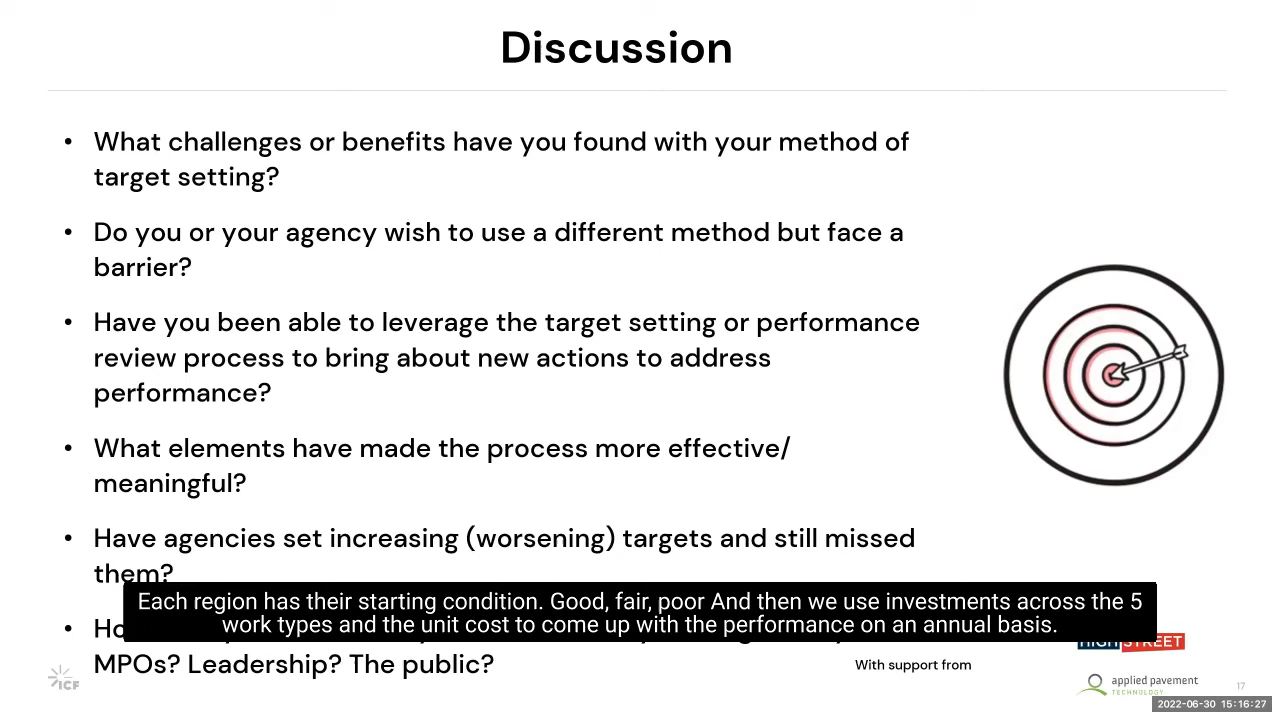 Discussion
• What challenges or benefits have you found with your method of
target setting?
• Do you or your agency wish to use a different method but face a
barrier?
• Have you been able to leverage the target setting or performance
review process to bring about new actions to address
performance?
• What elements have made the process more effective/
meaningful?
• Have agencies set increasing (worsening) targets and still missed
them?
Each region has their starting condition. Good, fair, poor And then we use investments across the 5
work types and the unit cost to come up with the performance on an annual basis.
•
MPOs? Leadership? The public?
HIGH STREET
With support from
ICF
applied pavement
TECHNOLOGY
17
2022-06-30 15:16:27